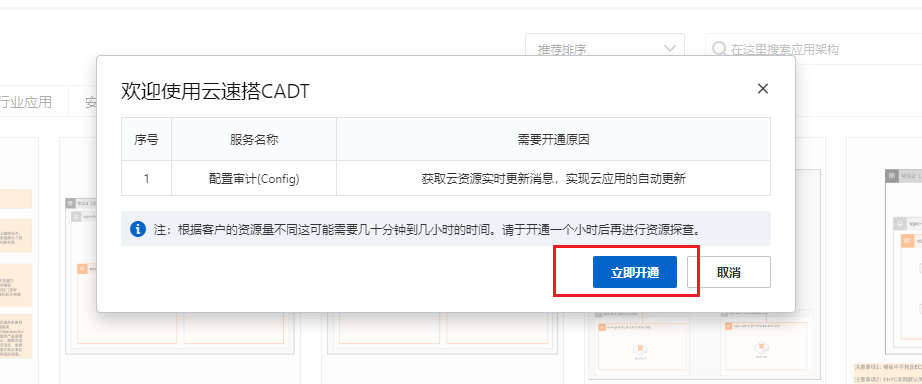 推荐排序
在这里搜索应用架构
行业应用
安
欢迎使用云速搭CADT
序号 服务名称 需要开通原因
1 配置审计(Config) 获取云资源实时更新消息，实现云应用的自动更新
注：根据客户的资源量不同这可能需要几十分钟到几小时的时间。请于开通一个小时后再进行资源探查。
立即开通 取消